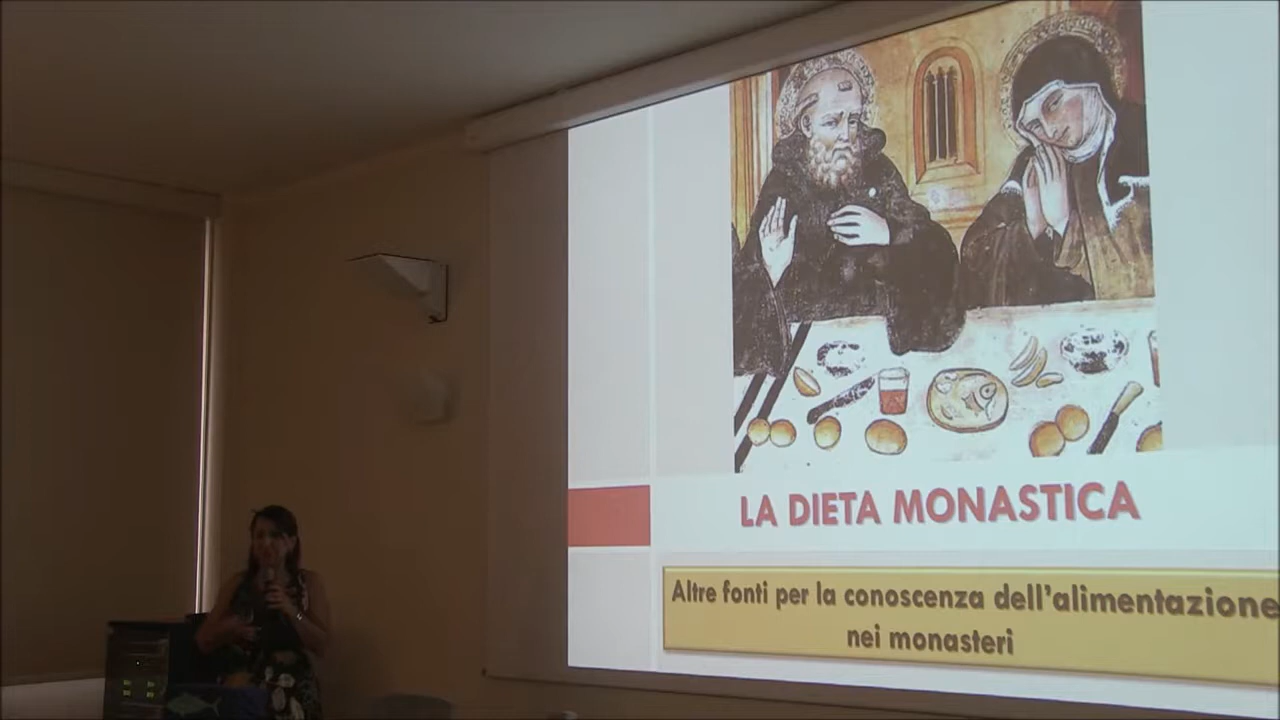 LA DIETA MONASTICA
Altre fonti per la conoscenza dell'alimentazione
nei monasteri